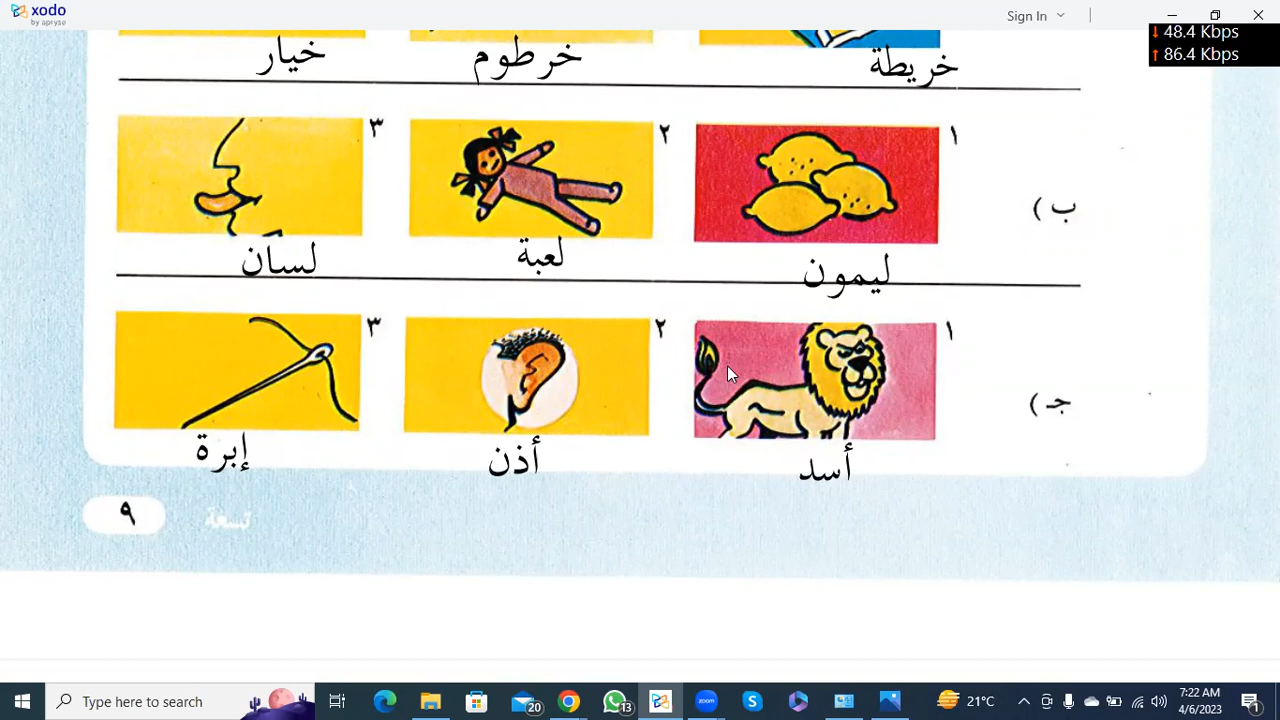 xodo
by apryse
Sign In
↓ 48.4 Kbps
↑ 86.4 Kbps
خريطة خرطوم خيار
ب ) ١ ٢ ٣
ليمون لعبة لسان
جـ ) ١ ٢ ٣
أسد أذن إبرة
تسعة ٩
Type here to search
20
13
zoom
21°C
7:22 AM
4/6/2023
1